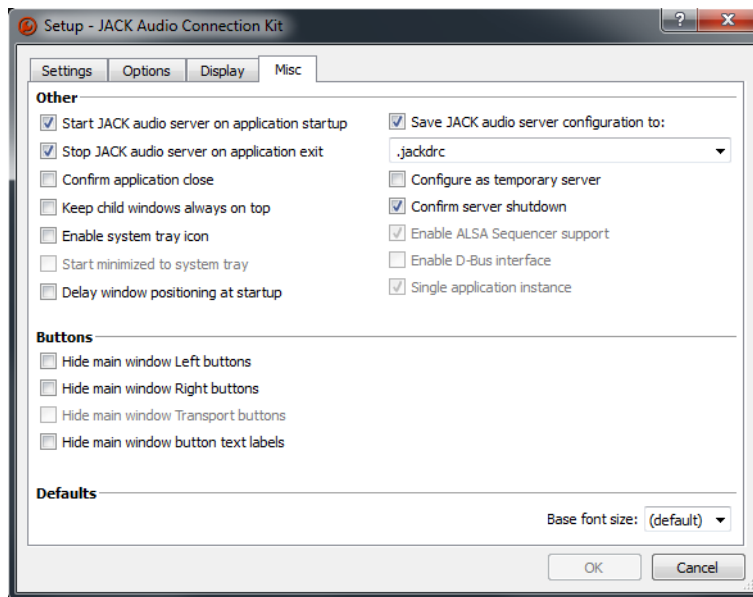 Setup - JACK Audio Connection Kit
?
Settings
Options
Display
Misc
Other
Start JACK audio server on application startup
Stop JACK audio server on application exit
Confirm application close
Keep child windows always on top
Enable system tray icon
Start minimized to system tray
Delay window positioning at startup
Save JACK audio server configuration to:
.jackdrc
Configure as temporary server
Confirm server shutdown
Enable ALSA Sequencer support
Enable D-Bus interface
Single application instance
Buttons
Hide main window Left buttons
Hide main window Right buttons
Hide main window Transport buttons
Hide main window button text labels
Defaults
Base font size: (default)
OK
Cancel